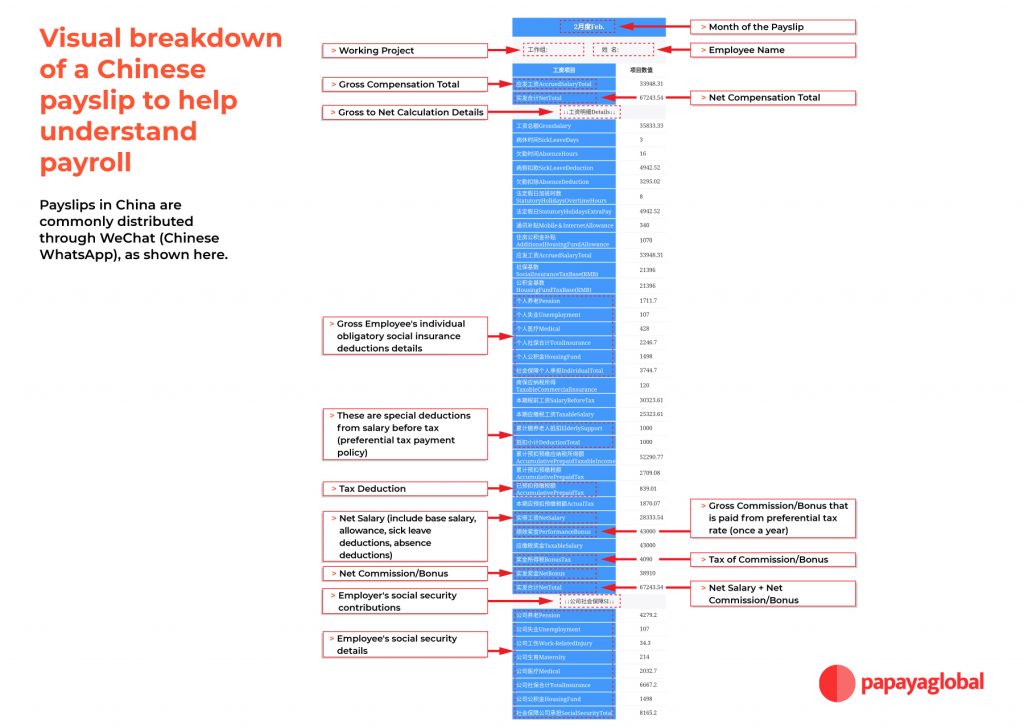 Visual breakdown
of a Chinese
payslip to help
understand
payroll
Payslips in China are
commonly distributed
through WeChat (Chinese
WhatsApp), as shown here.
2月度Feb.
> Month of the Payslip
> Working Project
工作组:
姓 名:
> Employee Name
工资项目 项目数值
> Gross Compensation Total
应发工资AccruedSalaryTotal 33948.31
实发合计NetTotal 67243.54
> Net Compensation Total
> Gross to Net Calculation Details
↓↓工资明细Details↓↓
工资总额GrossSalary 35833.33
病休时间SickLeaveDays 3
欠勤时间AbsenceHours 16
病假扣款SickLeaveDeduction 4942.52
欠勤扣除AbsenceDeduction 3295.02
法定假日加班时数
StatutoryHolidaysOvertimeHours 8
法定假日StatutoryHolidaysExtraPay 4942.52
通讯补贴Mobile＆InternetAllowance 340
住房公积金补贴
AdditionalHousingFundAllowance 1070
应发工资AccruedSalaryTotal 33948.31
社保基数
SocialInsuranceTaxBase(RMB) 21396
公积金基数
HousingFundTaxBase(RMB) 21396
个人养老Pension 1711.7
个人失业Unemployment 107
> Gross Employee's individual
obligatory social insurance
deductions details
个人医疗Medical 428
个人社保合计TotalInsurance 2246.7
个人公积金HousingFund 1498
社会保障个人承担IndividualTotal 3744.7
商保应纳税所得
TaxableCommercialInsurance 120
本期税前工资SalaryBeforeTax 30323.61
本期应缴税工资TaxableSalary 25323.61
> These are special deductions
from salary before tax
(preferential tax payment
policy)
累计赡养老人抵扣ElderlySupport 1000
抵扣小计DeductionTotal 1000
累计预扣预缴应纳税所得额
AccumulativePrepaidTaxableIncome 52290.77
累计预扣预缴税额
AccumulativePrepaidTax 2709.08
> Tax Deduction
已预扣预缴税额
AccumulativePrepaidTax 839.01
本期应预扣预缴税额ActualTax 1870.07
> Net Salary (include base salary,
allowance, sick leave
deductions, absence
deductions)
实得工资NetSalary 28333.54
绩效奖金PerformanceBonus 43000
> Gross Commission/Bonus that
is paid from preferential tax
rate (once a year)
应缴税奖金TaxableSalary 43000
奖金所得税BonusTax 4090
> Tax of Commission/Bonus
> Net Commission/Bonus
实发奖金NetBonus 38910
实发合计NetTotal 67243.54
> Net Salary + Net
Commission/Bonus
> Employer's social security
contributions
↓↓公司社会保障SI↓↓
公司养老Pension 4279.2
公司失业Unemployment 107
> Employee's social security
details
公司工伤Work-RelatedInjury 34.3
公司生育Maternity 214
公司医疗Medical 2032.7
公司社保合计TotalInsurance 6667.2
公司公积金HousingFund 1498
社会保障公司承担SocialSecurityTotal 8165.2
papayaglobal